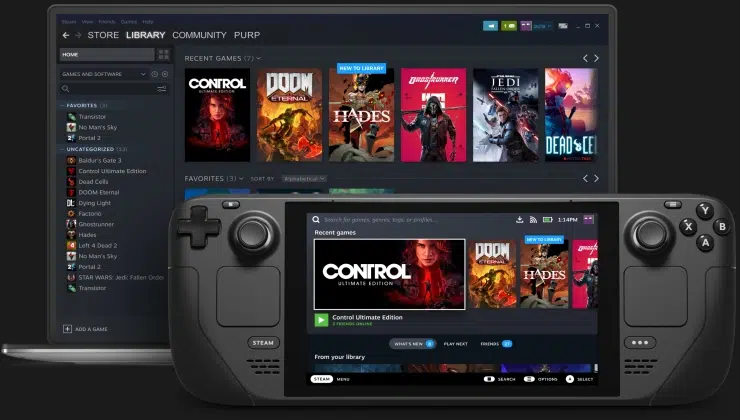 Steam View Friends Games Help
STORE LIBRARY COMMUNITY PURP
HOME
GAMES AND SOFTWARE
FAVORITES (3)
Transistor
No Man's Sky
Portal 2
UNCATEGORIZED (13)
Baldur's Gate 3
Control Ultimate Edition
Dead Cells
DOOM Eternal
Dying Light
Factorio
Ghostrunner
Hades
Left 4 Dead 2
No Man's Sky
Portal 2
STAR WARS: Jedi: Fallen Order
Transistor
ADD A GAME
RECENT GAMES (7)
NEW TO LIBRARY
CONTROL
ULTIMATE EDITION
DOOM
ETERNAL
HADES
GHOSTRUNNER
STAR WARS
JEDI
FALLEN ORDER
DEAD CE
FAVORITES (3)
SORT BY
Alphabetical
Search for games, genres, tags, or profiles...
1:14PM
Recent games
NEW TO LIBRARY
CONTROL
ULTIMATE EDITION
DOOM
ETERNAL
HADES
Control Ultimate Edition
2 FRIENDS ONLINE
WHAT'S NEW
PLAY NEXT
FRIENDS
From your library
STEAM MENU
SEARCH
OPTIONS
A SELECT
STEAM
Y
X
B
A